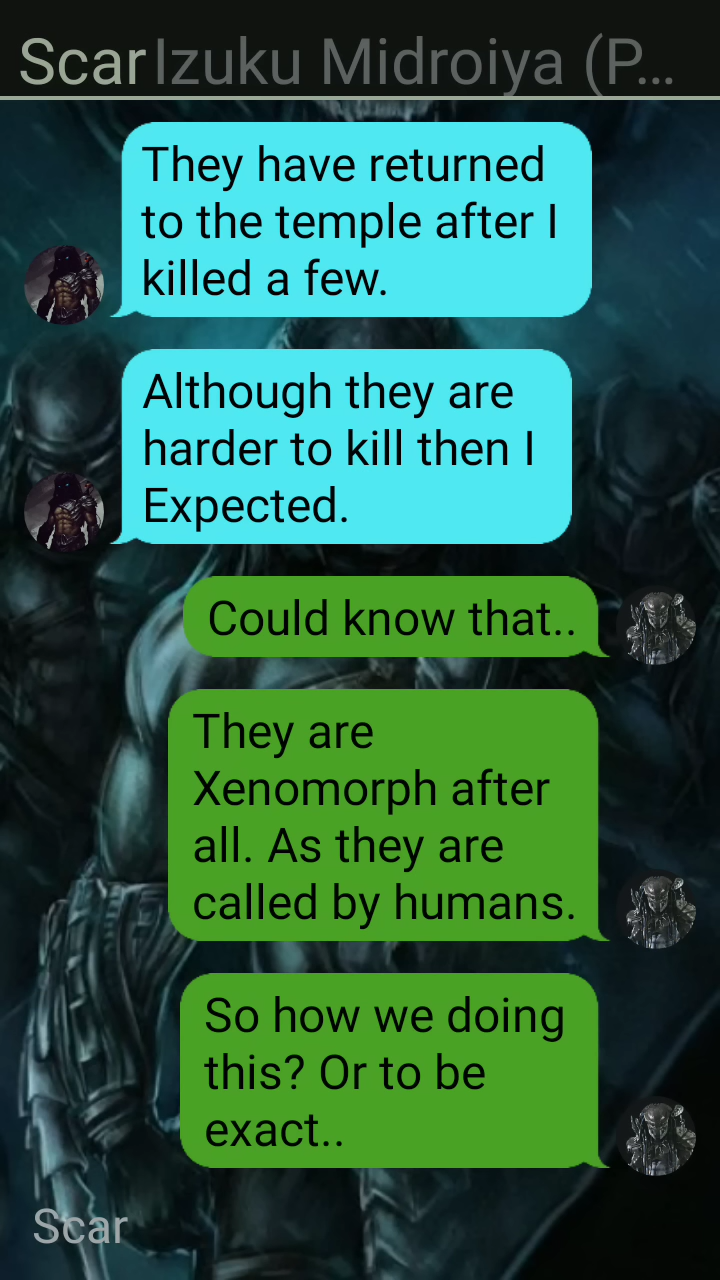 Scar Izuku Midroiya (P...
They have returned
to the temple after I
killed a few.
Although they are
harder to kill then I
Expected.
Could know that..
They are
Xenomorph after
all. As they are
called by humans.
So how we doing
this? Or to be
exact..
Scar